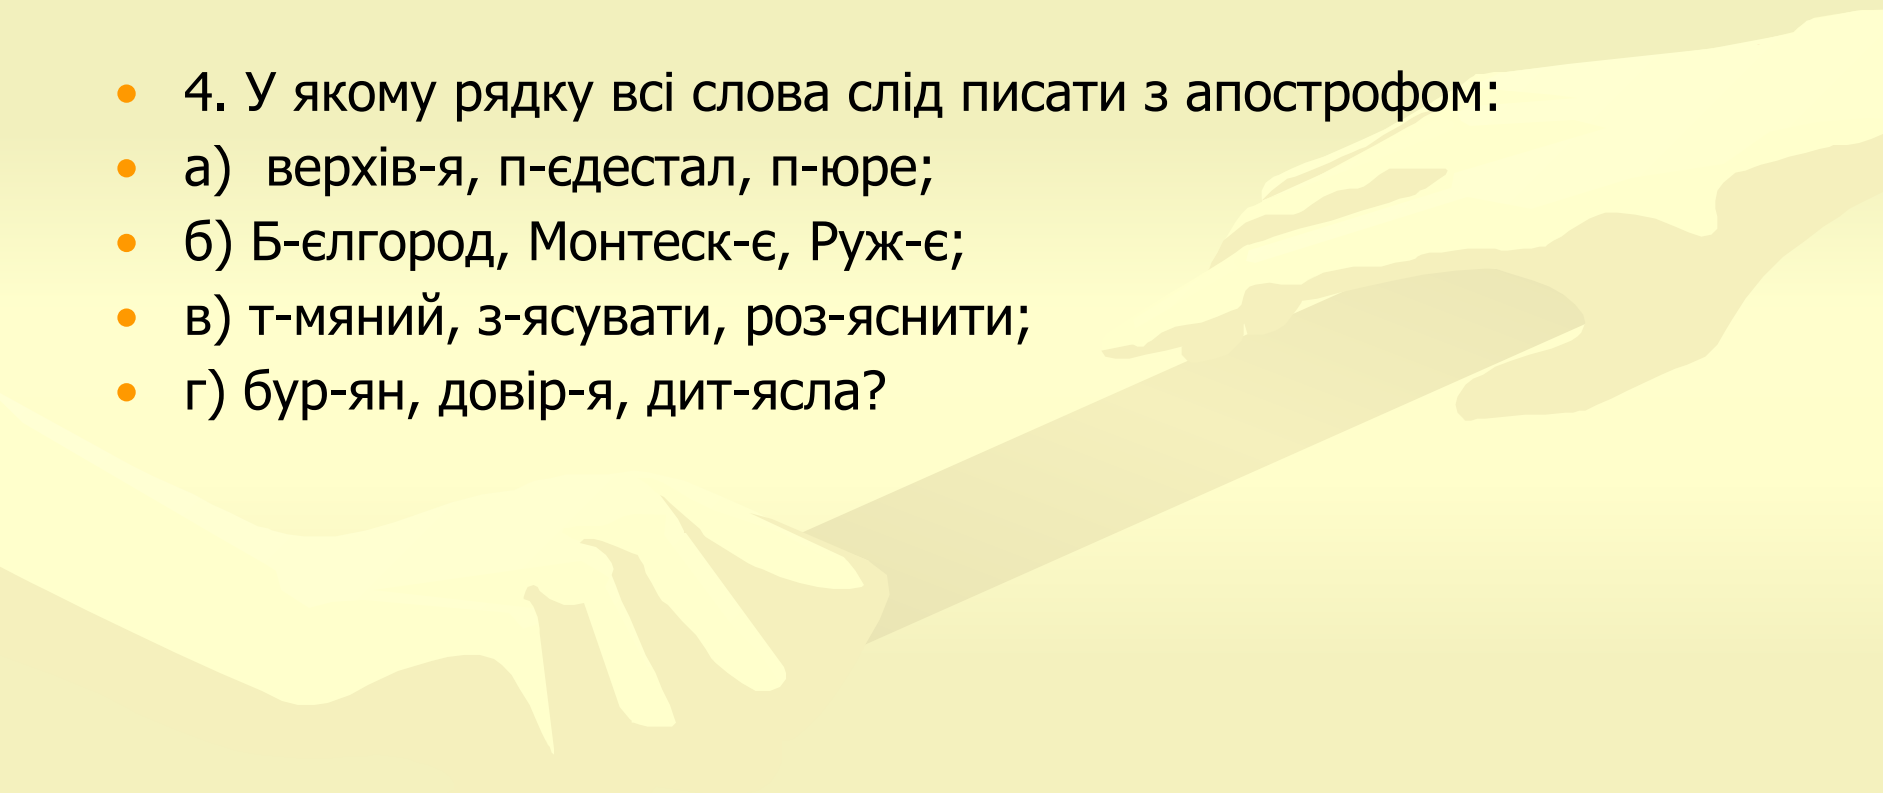 4. У якому рядку всі слова слід писати з апострофом:
а) верхів-я, п-єдестал, п-юре;
б) Б-єлгород, Монтеск-є, Руж-є;
в) т-мяний, з-ясувати, роз-яснити;
г) бур-ян, довір-я, дит-ясла?